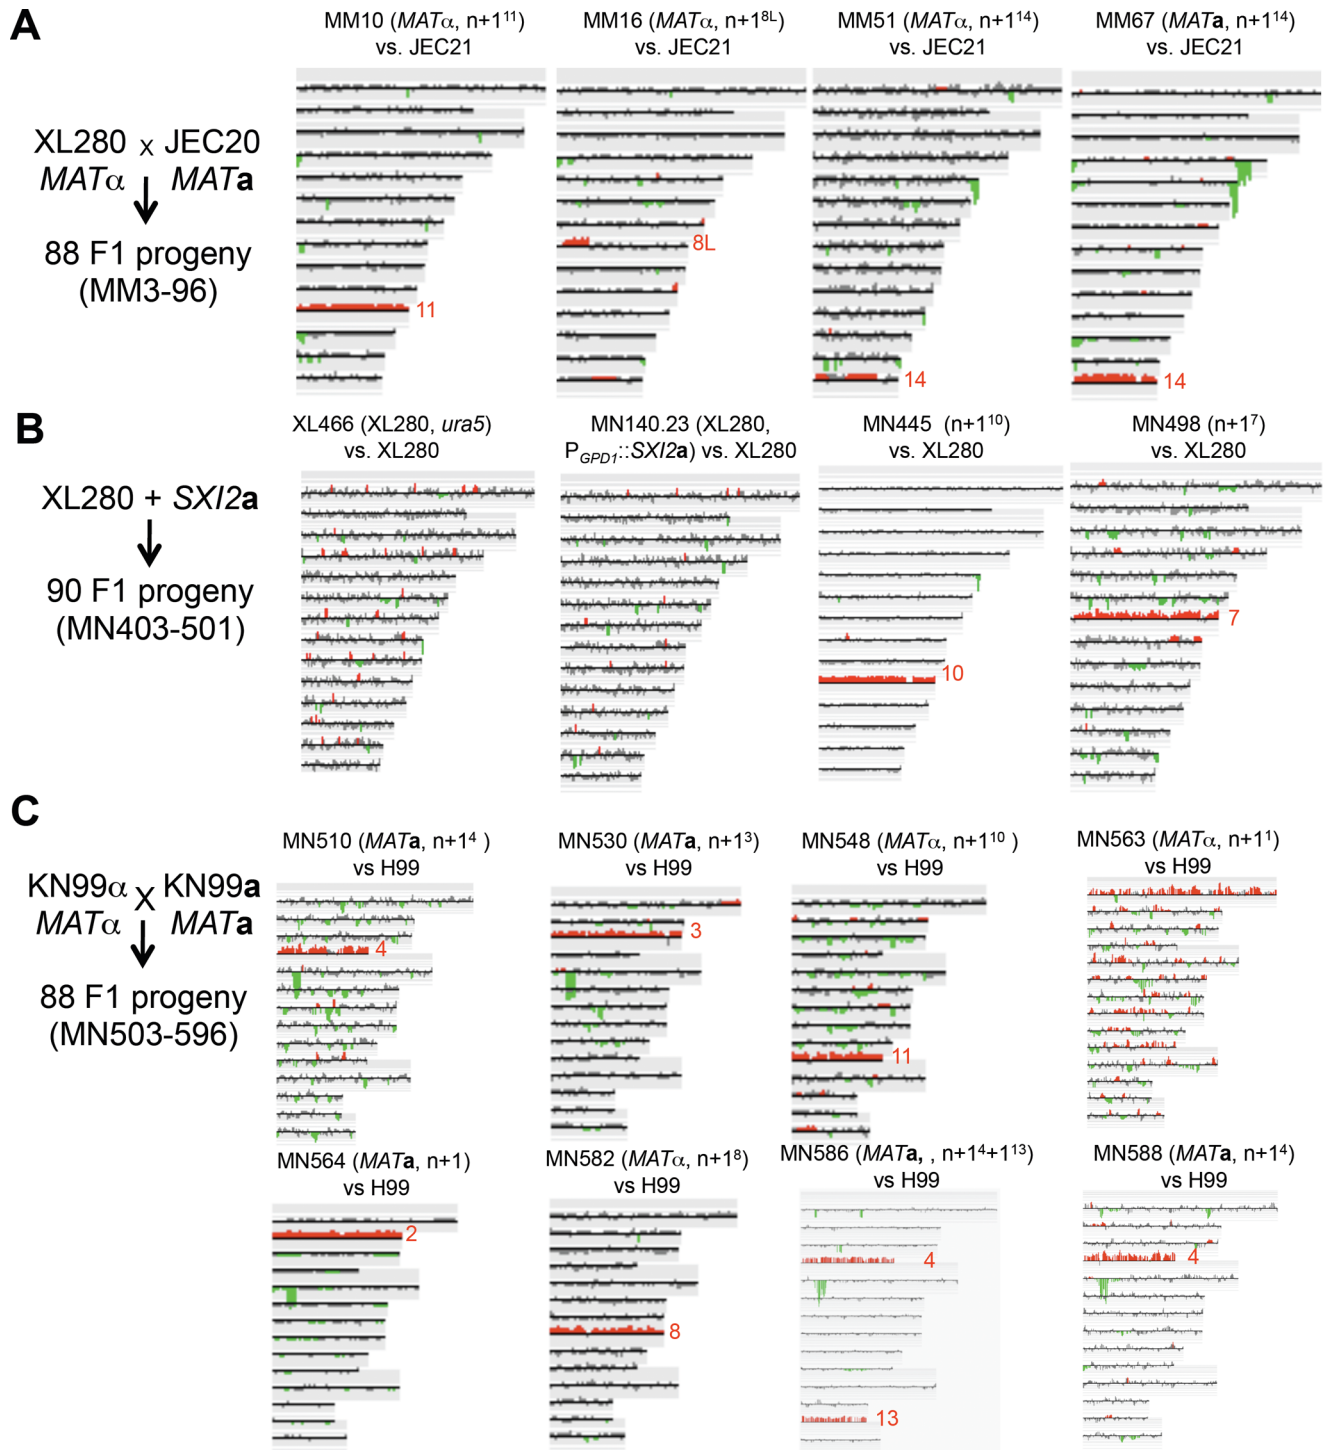 A
MM10 (MATα, n+1¹¹)
vs. JEC21
MM16 (MATα, n+1⁸ᴸ)
vs. JEC21
MM51 (MATα, n+1¹⁴)
vs. JEC21
MM67 (MATa, n+1¹⁴)
vs. JEC21
XL280 x JEC20
MATα MATa
88 F1 progeny
(MM3-96)
11
8L
14
14
B
XL466 (XL280, ura5)
vs. XL280
MN140.23 (XL280,
P_GPD1::SXI2a) vs. XL280
MN445 (n+1¹⁰)
vs. XL280
MN498 (n+1⁷)
vs. XL280
XL280 + SXI2a
90 F1 progeny
(MN403-501)
10
7
C
MN510 (MATa, n+1⁴ )
vs H99
MN530 (MATa, n+1³)
vs H99
MN548 (MATα, n+1¹⁰ )
vs H99
MN563 (MATα, n+1¹)
vs H99
KN99α X KN99a
MATα MATa
88 F1 progeny
(MN503-596)
4
3
11
MN564 (MATa, n+1)
vs H99
MN582 (MATα, n+1⁸)
vs H99
MN586 (MATa, , n+1⁴+1¹³)
vs H99
MN588 (MATa, n+1⁴)
vs H99
2
8
4
13
4